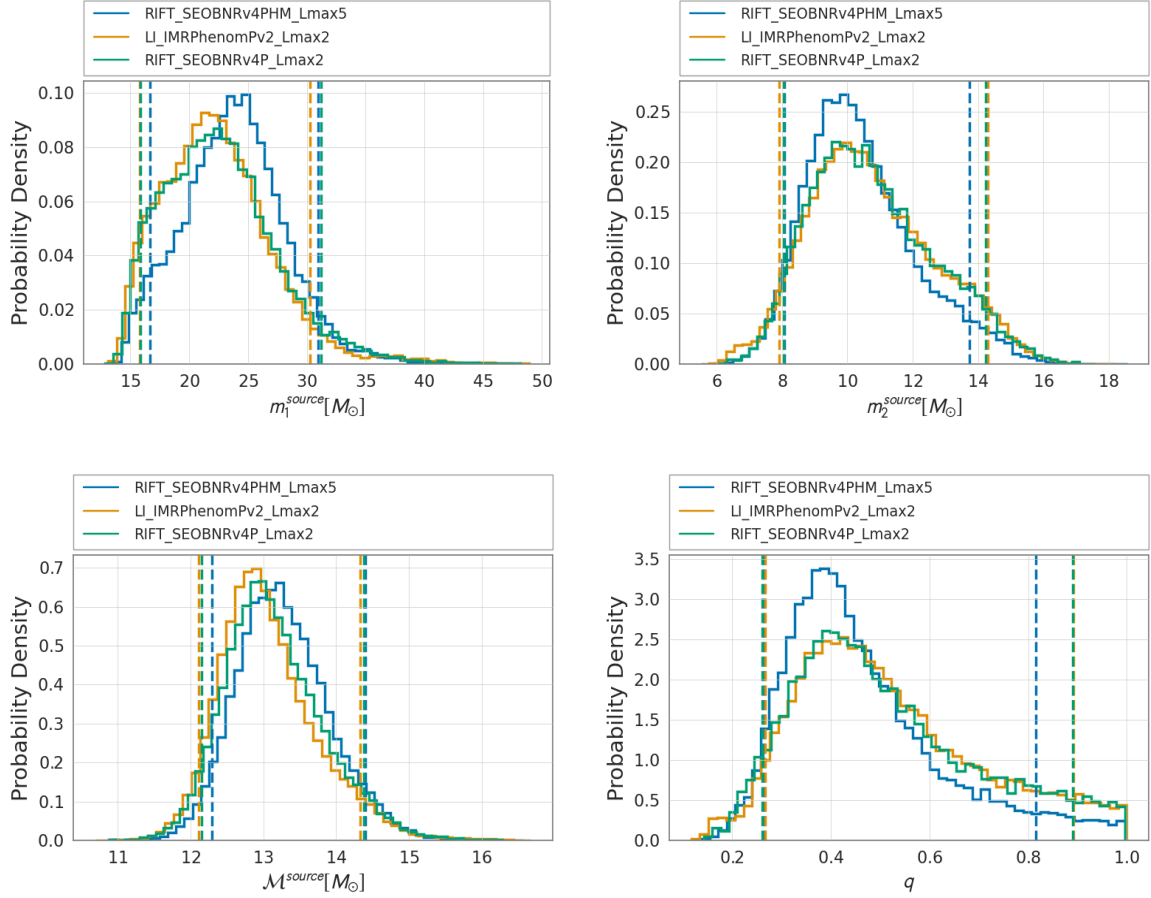 RIFT_SEOBNRv4PHM_Lmax5
LI_IMRPhenomPv2_Lmax2
RIFT_SEOBNRv4P_Lmax2
Probability Density
0.10
0.08
0.06
0.04
0.02
0.00
15 20 25 30 35 40 45 50
m₁^source[M⊙]
RIFT_SEOBNRv4PHM_Lmax5
LI_IMRPhenomPv2_Lmax2
RIFT_SEOBNRv4P_Lmax2
Probability Density
0.25
0.20
0.15
0.10
0.05
0.00
6 8 10 12 14 16 18
m₂^source[M⊙]
RIFT_SEOBNRv4PHM_Lmax5
LI_IMRPhenomPv2_Lmax2
RIFT_SEOBNRv4P_Lmax2
Probability Density
0.7
0.6
0.5
0.4
0.3
0.2
0.1
0.0
11 12 13 14 15 16
ℳ^source[M⊙]
RIFT_SEOBNRv4PHM_Lmax5
LI_IMRPhenomPv2_Lmax2
RIFT_SEOBNRv4P_Lmax2
Probability Density
3.5
3.0
2.5
2.0
1.5
1.0
0.5
0.0
0.2 0.4 0.6 0.8 1.0
q